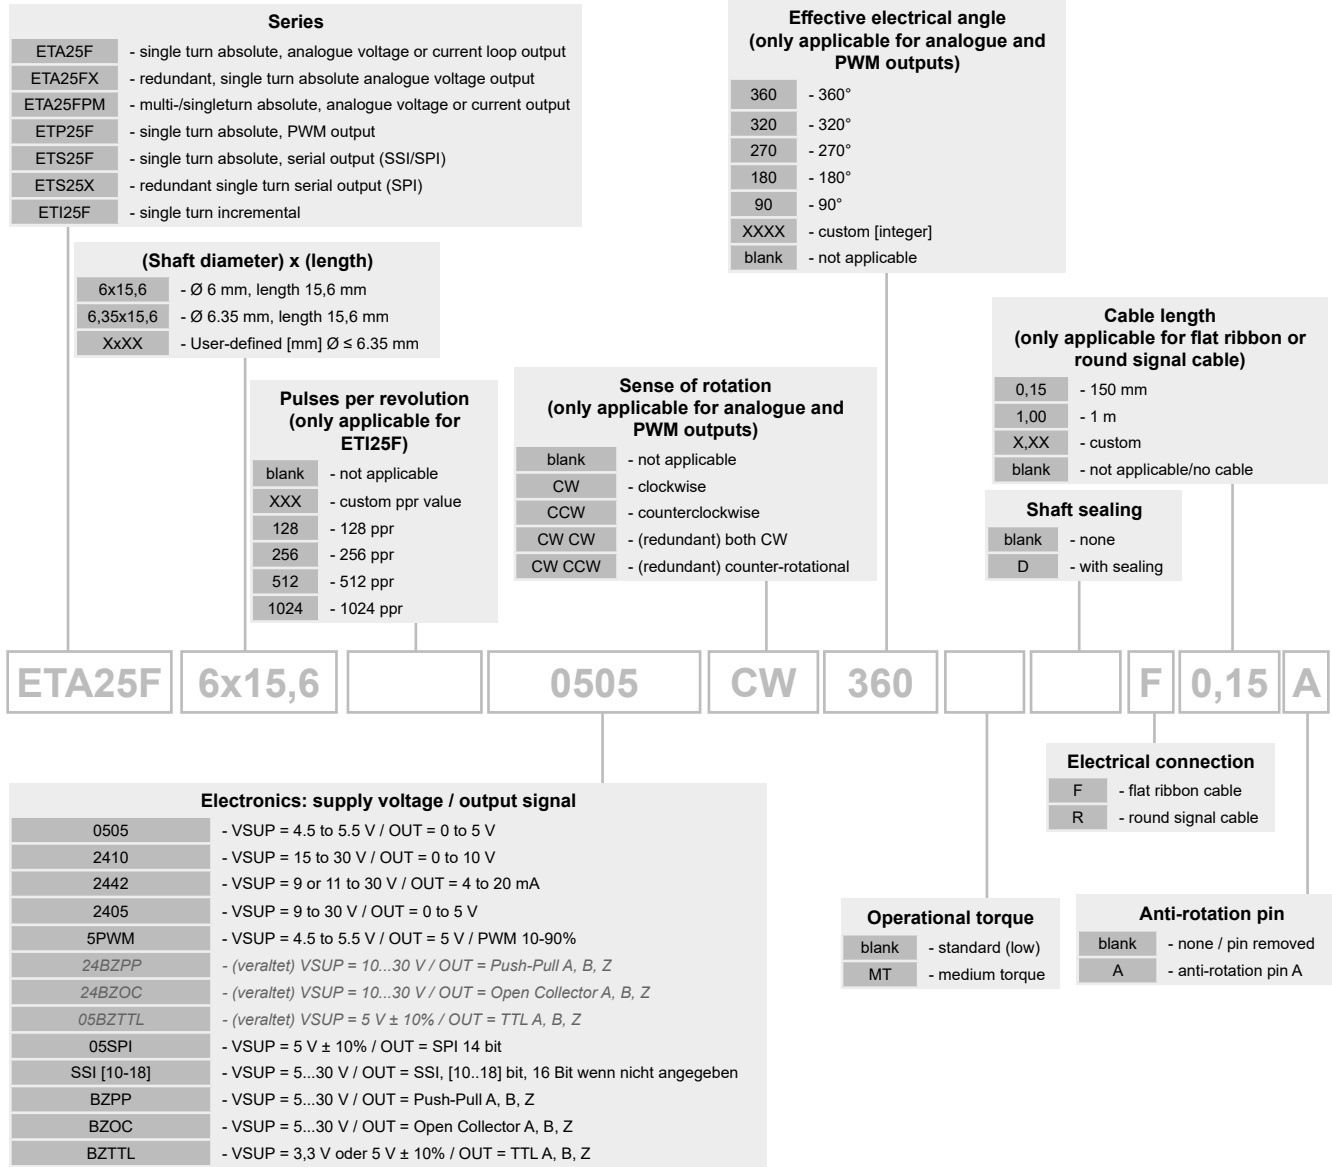 Series
ETA25F - single turn absolute, analogue voltage or current loop output
ETA25FX - redundant, single turn absolute analogue voltage output
ETA25FPM - multi-/singleturn absolute, analogue voltage or current output
ETP25F - single turn absolute, PWM output
ETS25F - single turn absolute, serial output (SSI/SPI)
ETS25X - redundant single turn serial output (SPI)
ETI25F - single turn incremental
Effective electrical angle
(only applicable for analogue and
PWM outputs)
360 - 360°
320 - 320°
270 - 270°
180 - 180°
90 - 90°
XXXX - custom [integer]
blank - not applicable
(Shaft diameter) x (length)
6x15,6 - Ø 6 mm, length 15,6 mm
6,35x15,6 - Ø 6.35 mm, length 15,6 mm
XxXX - User-defined [mm] Ø ≤ 6.35 mm
Cable length
(only applicable for flat ribbon or
round signal cable)
0,15 - 150 mm
1,00 - 1 m
X,XX - custom
blank - not applicable/no cable
Pulses per revolution
(only applicable for
ETI25F)
blank - not applicable
XXX - custom ppr value
128 - 128 ppr
256 - 256 ppr
512 - 512 ppr
1024 - 1024 ppr
Sense of rotation
(only applicable for analogue and
PWM outputs)
blank - not applicable
CW - clockwise
CCW - counterclockwise
CW CW - (redundant) both CW
CW CCW - (redundant) counter-rotational
Shaft sealing
blank - none
D - with sealing
ETA25F 6x15,6 0505 CW 360 F 0,15 A
Electrical connection
F - flat ribbon cable
R - round signal cable
Electronics: supply voltage / output signal
0505 - VSUP = 4.5 to 5.5 V / OUT = 0 to 5 V
2410 - VSUP = 15 to 30 V / OUT = 0 to 10 V
2442 - VSUP = 9 or 11 to 30 V / OUT = 4 to 20 mA
2405 - VSUP = 9 to 30 V / OUT = 0 to 5 V
5PWM - VSUP = 4.5 to 5.5 V / OUT = 5 V / PWM 10-90%
24BZPP - (veraltet) VSUP = 10...30 V / OUT = Push-Pull A, B, Z
24BZOC - (veraltet) VSUP = 10...30 V / OUT = Open Collector A, B, Z
05BZTTL - (veraltet) VSUP = 5 V ± 10% / OUT = TTL A, B, Z
05SPI - VSUP = 5 V ± 10% / OUT = SPI 14 bit
SSI [10-18] - VSUP = 5...30 V / OUT = SSI, [10..18] bit, 16 Bit wenn nicht angegeben
BZPP - VSUP = 5...30 V / OUT = Push-Pull A, B, Z
BZOC - VSUP = 5...30 V / OUT = Open Collector A, B, Z
BZTTL - VSUP = 3,3 V oder 5 V ± 10% / OUT = TTL A, B, Z
Operational torque
blank - standard (low)
MT - medium torque
Anti-rotation pin
blank - none / pin removed
A - anti-rotation pin A